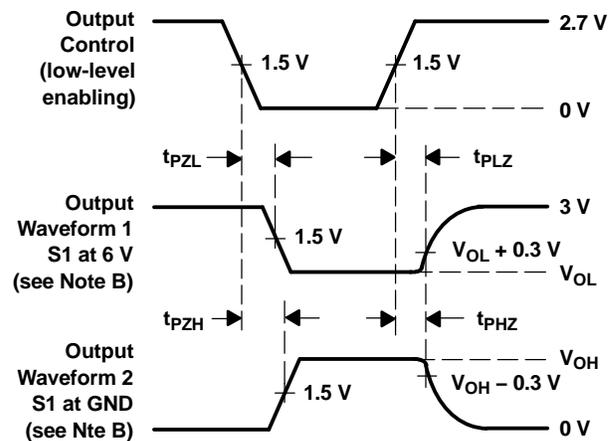 Output
Control
(low-level
enabling)
1.5 V
1.5 V
2.7 V
0 V
tPZL
tPLZ
Output
Waveform 1
S1 at 6 V
(see Note B)
1.5 V
3 V
VOL + 0.3 V
VOL
tPZH
tPHZ
Output
Waveform 2
S1 at GND
(see Nte B)
1.5 V
VOH
VOH − 0.3 V
0 V